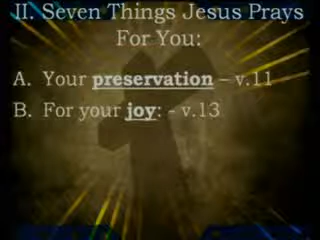 II. Seven Things Jesus Prays
For You:
A. Your preservation – v.11
B. For your joy: - v.13